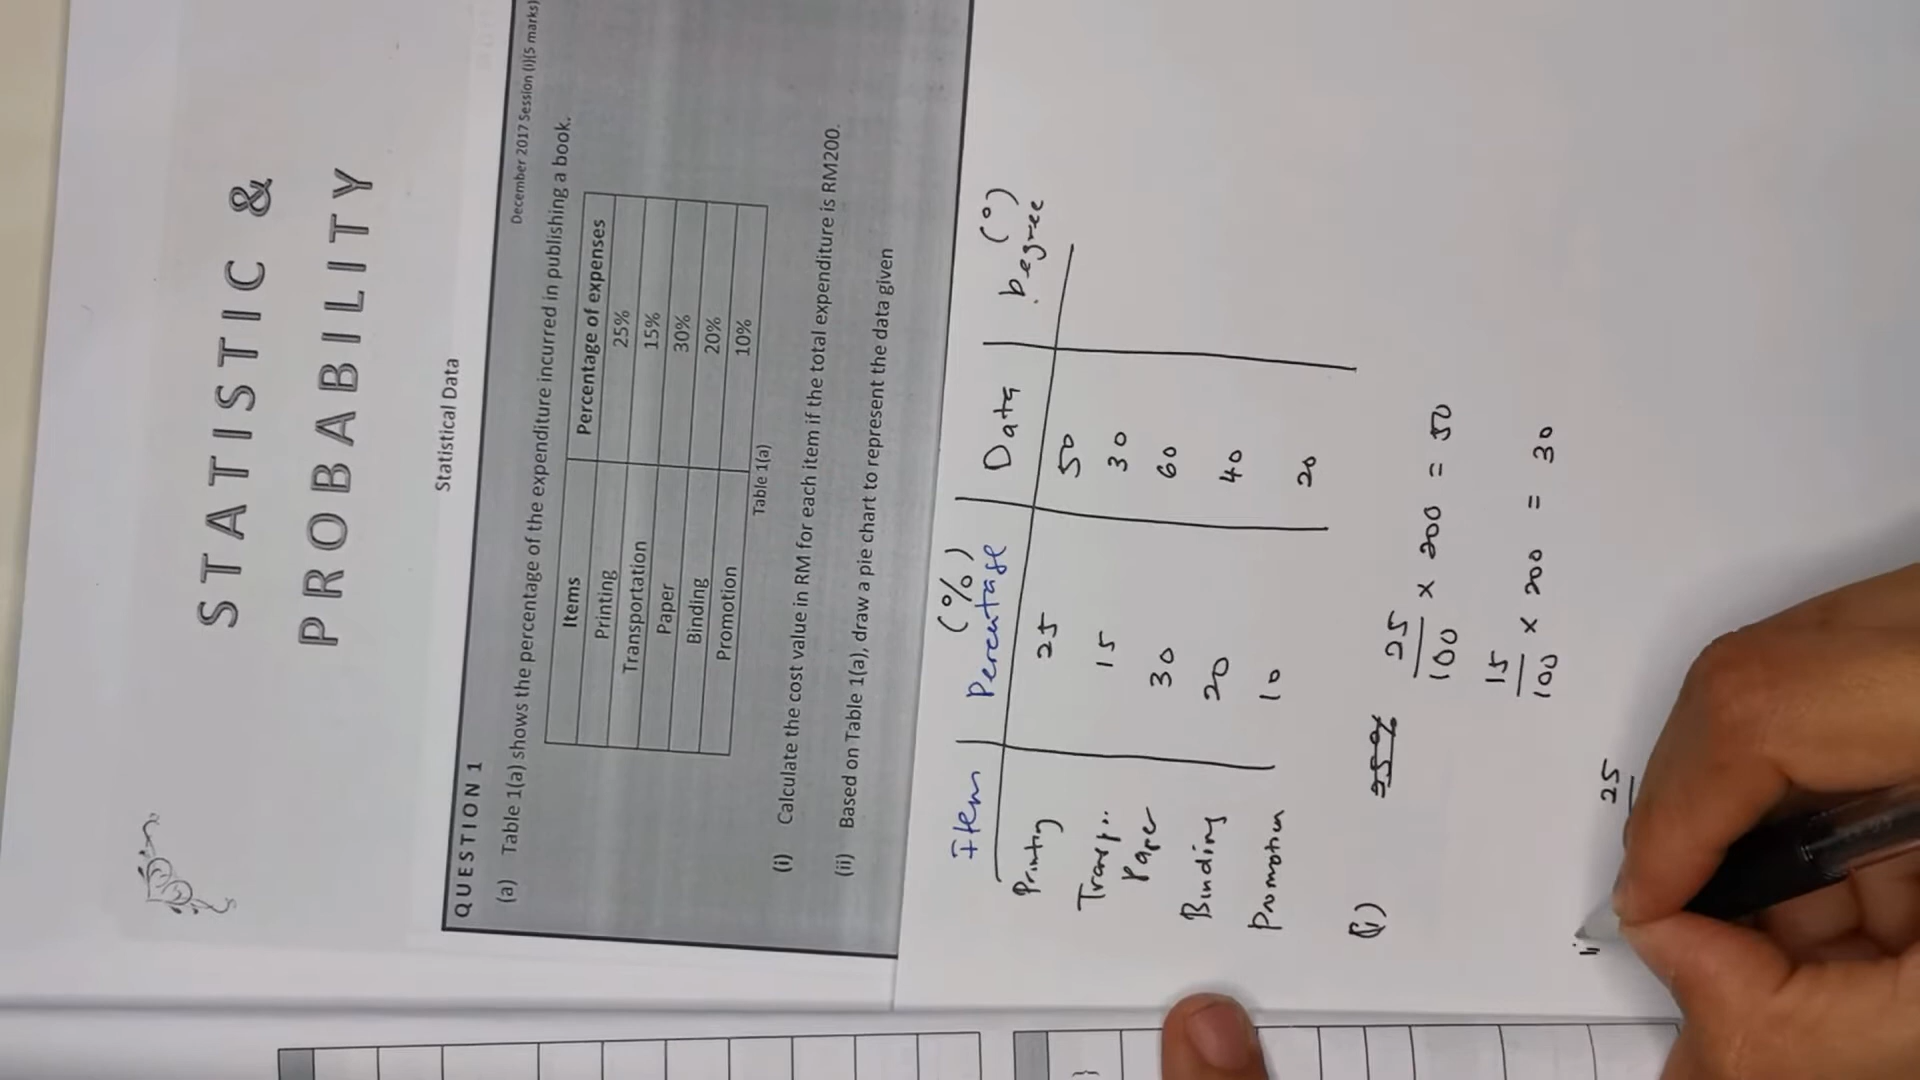 STATISTIC &
PROBABILITY
Statistical Data
QUESTION 1
December 2017 Session (i)(5 marks)
(a) Table 1(a) shows the percentage of the expenditure incurred in publishing a book.
Items Percentage of expenses
Printing 25%
Transportation 15%
Paper 30%
Binding 20%
Promotion 10%
Table 1(a)
(i) Calculate the cost value in RM for each item if the total expenditure is RM200.
(ii) Based on Table 1(a), draw a pie chart to represent the data given
(%) (°)
Item Percentage Data Degree
Printing 25 50
Transp.. 15 30
Paper 30 60
Binding 20 40
Promotion 10 20
(i) 25/100 × 200 = 50
15/100 × 200 = 30
ii 25